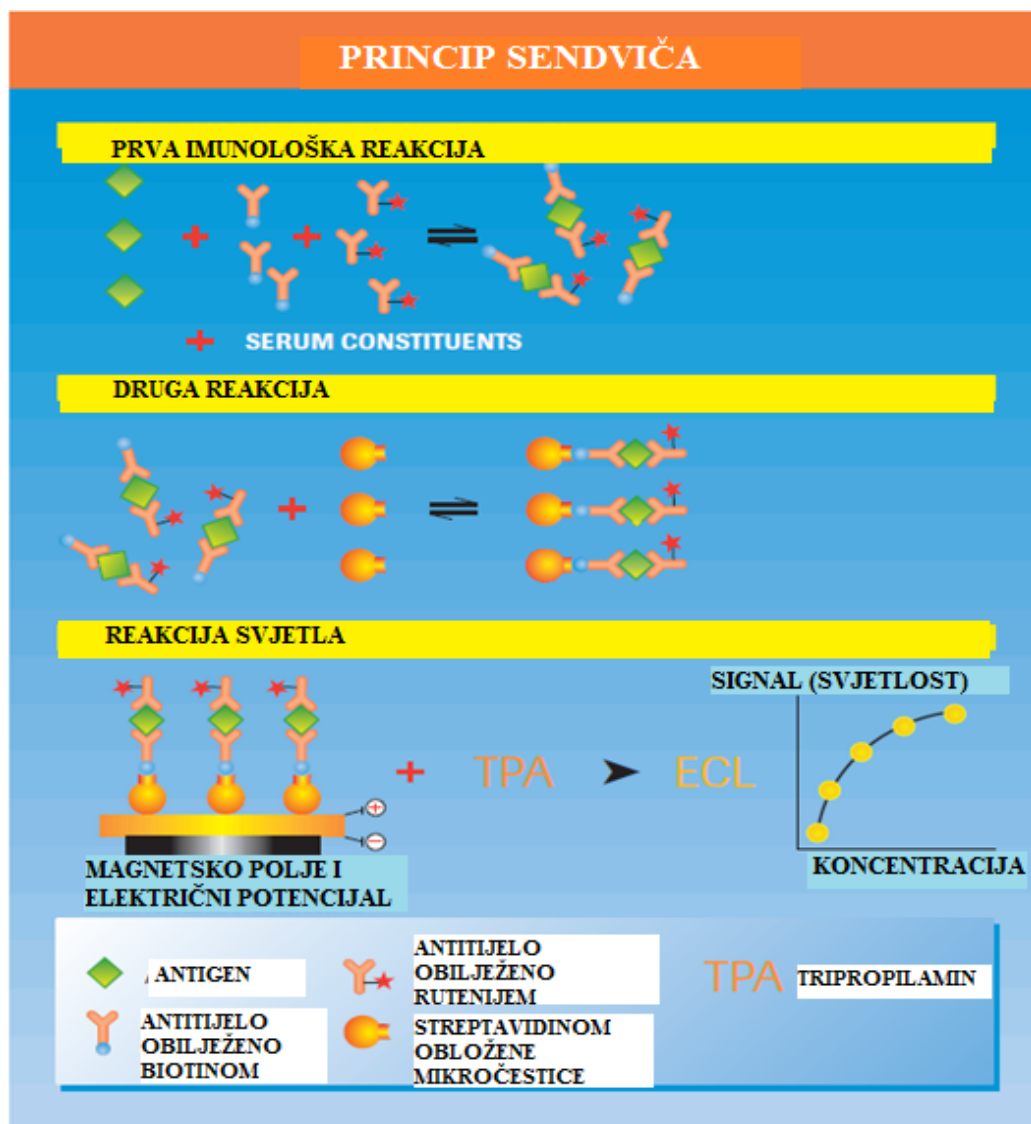 PRINCIP SENDVIČA
PRVA IMUNOLOŠKA REAKCIJA
SERUM CONSTITUENTS
DRUGA REAKCIJA
REAKCIJA SVJETLA
SIGNAL (SVJETLOST)
TPA
ECL
KONCENTRACIJA
MAGNETSKO POLJE I
ELEKTRIČNI POTENCIJAL
ANTIGEN
ANTITIJELO
OBILJEŽENO
RUTENIJEM
TPA TRIPROPILAMIN
ANTITIJELO
OBILJEŽENO
BIOTINOM
STREPTAVIDINOM
OBLOŽENE
MIKROČESTICE